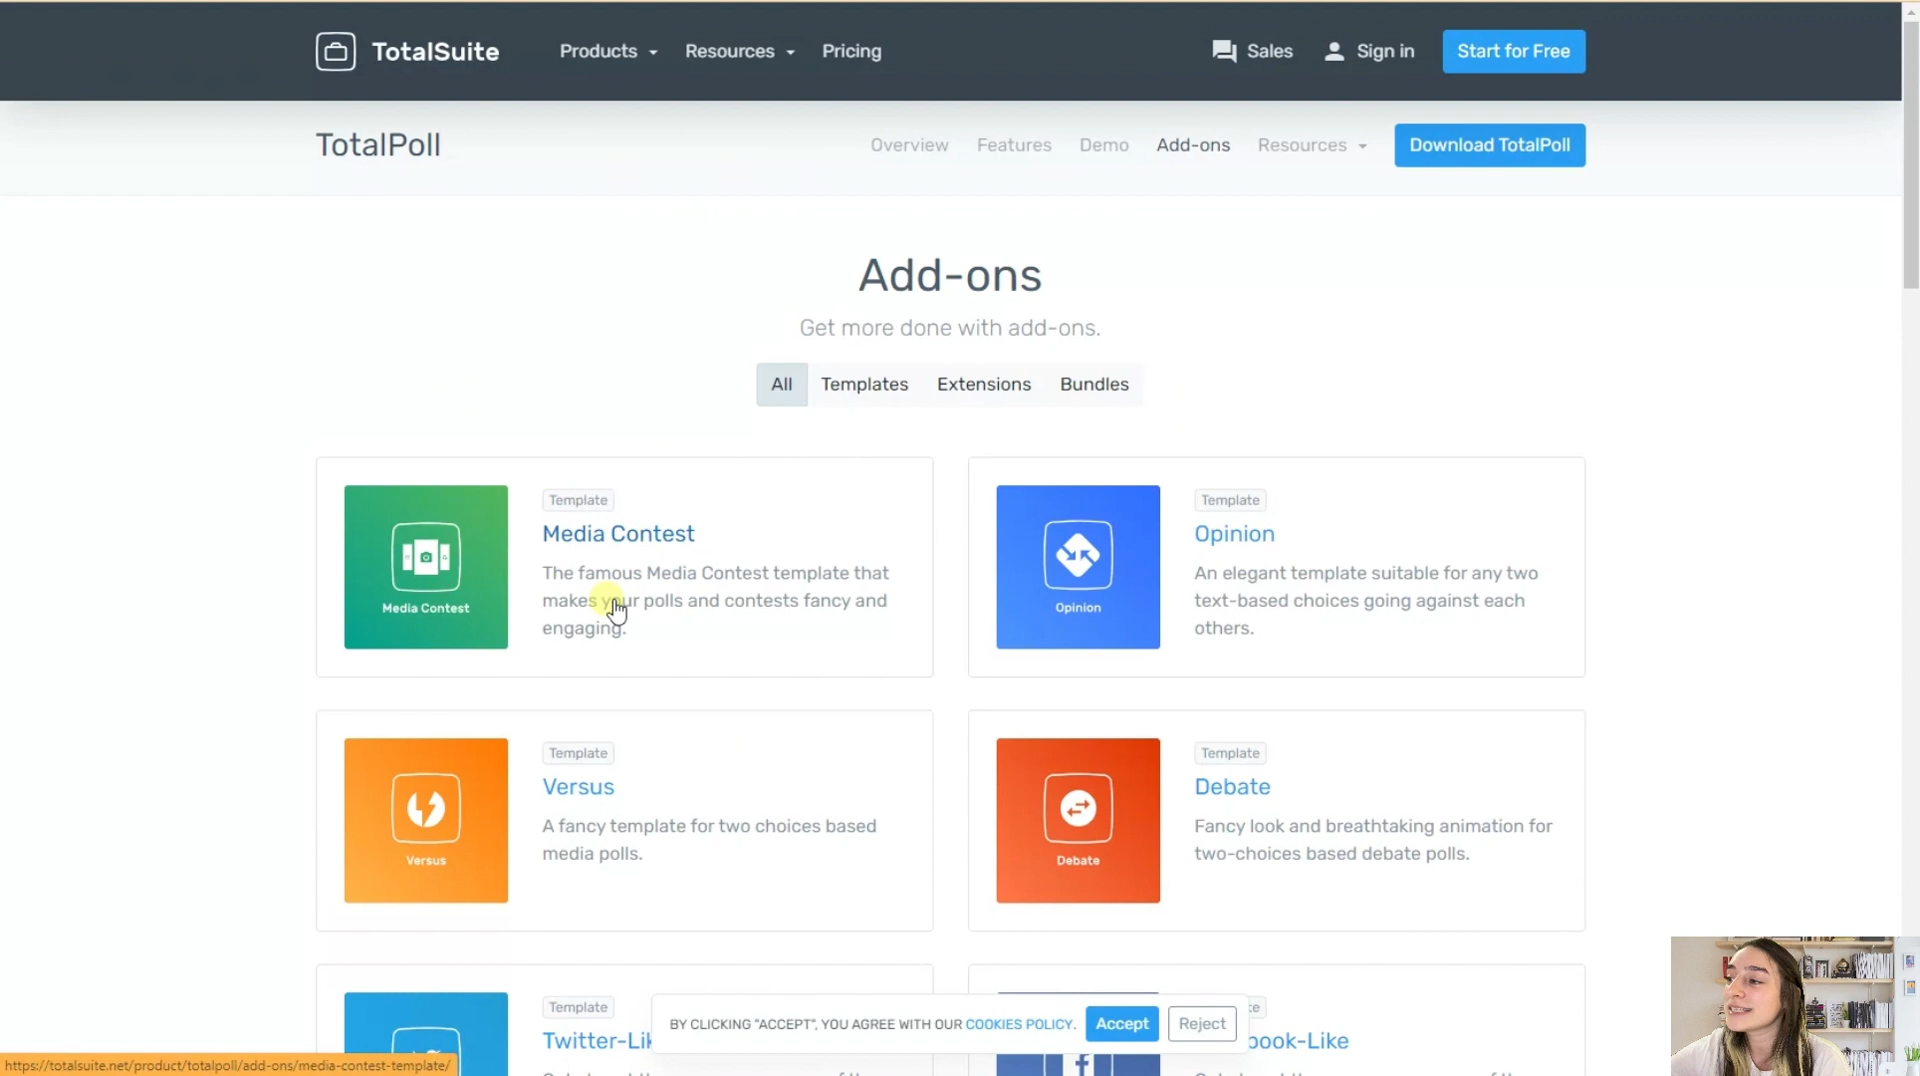 TotalSuite
Products
Resources
Pricing
Sales
Sign in
Start for Free
TotalPoll
Overview
Features
Demo
Add-ons
Resources
Download TotalPoll
Add-ons
Get more done with add-ons.
All
Templates
Extensions
Bundles
Media Contest
Template
Media Contest
The famous Media Contest template that
makes your polls and contests fancy and
engaging.
Opinion
Template
Opinion
An elegant template suitable for any two
text-based choices going against each
others.
Versus
Template
Versus
A fancy template for two choices based
media polls.
Debate
Template
Debate
Fancy look and breathtaking animation for
two-choices based debate polls.
Template
Twitter-Lik
book-Like
BY CLICKING "ACCEPT", YOU AGREE WITH OUR COOKIES POLICY.
Accept
Reject
https://totalsuite.net/product/totalpoll/add-ons/media-contest-template/